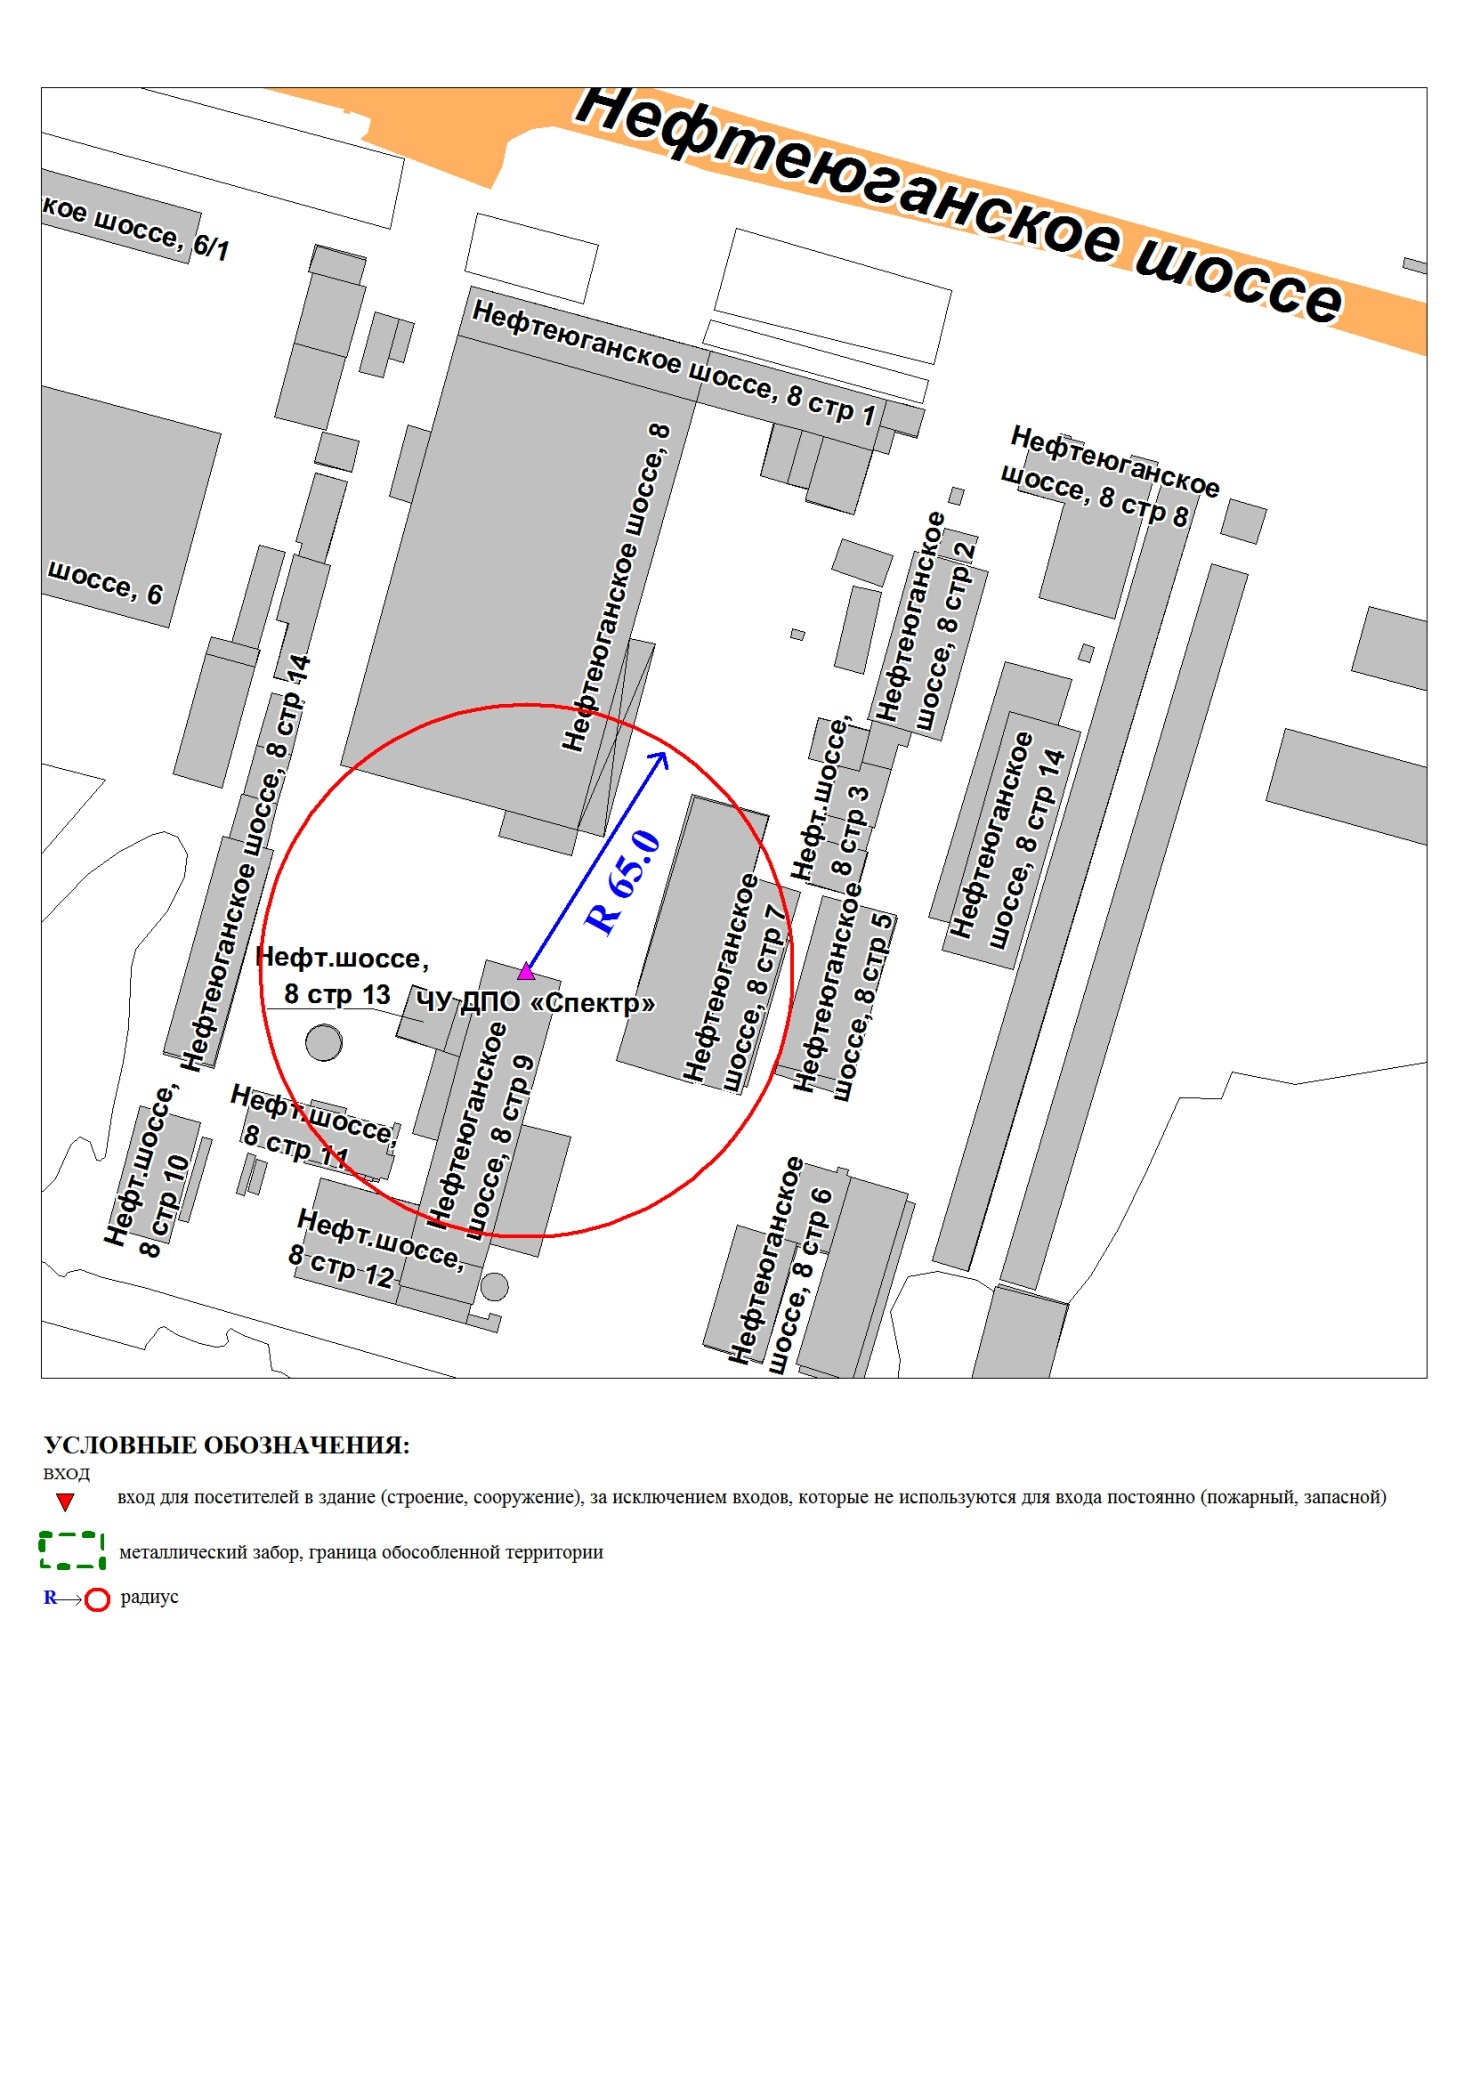 Нефтеюганское шоссе
кое шоссе, 6/1
Нефтеюганское шоссе, 8 стр 1
Нефтеюганское шоссе, 8
Нефтеюганское
шоссе, 8 стр 8
Нефтеюганское
шоссе, 8 стр 2
шоссе, 6
Нефтеюганское шоссе, 8 стр 14
Нефт.шоссе,
8 стр 3
Нефтеюганское
шоссе, 8 стр 14
R 65.0
Нефтеюганское
шоссе, 8 стр 7
Нефтеюганское
шоссе, 8 стр 5
Нефт.шоссе,
8 стр 13
ЧУ ДПО «Спектр»
Нефтеюганское
шоссе, 8 стр 9
Нефт.шоссе,
8 стр 11
Нефт.шоссе,
8 стр 10
Нефт.шоссе,
8 стр 12
Нефтеюганское
шоссе, 8 стр 6
УСЛОВНЫЕ ОБОЗНАЧЕНИЯ:
ВХОД
вход для посетителей в здание (строение, сооружение), за исключением входов, которые не используются для входа постоянно (пожарный, запасной)
металлический забор, граница обособленной территории
R радиус